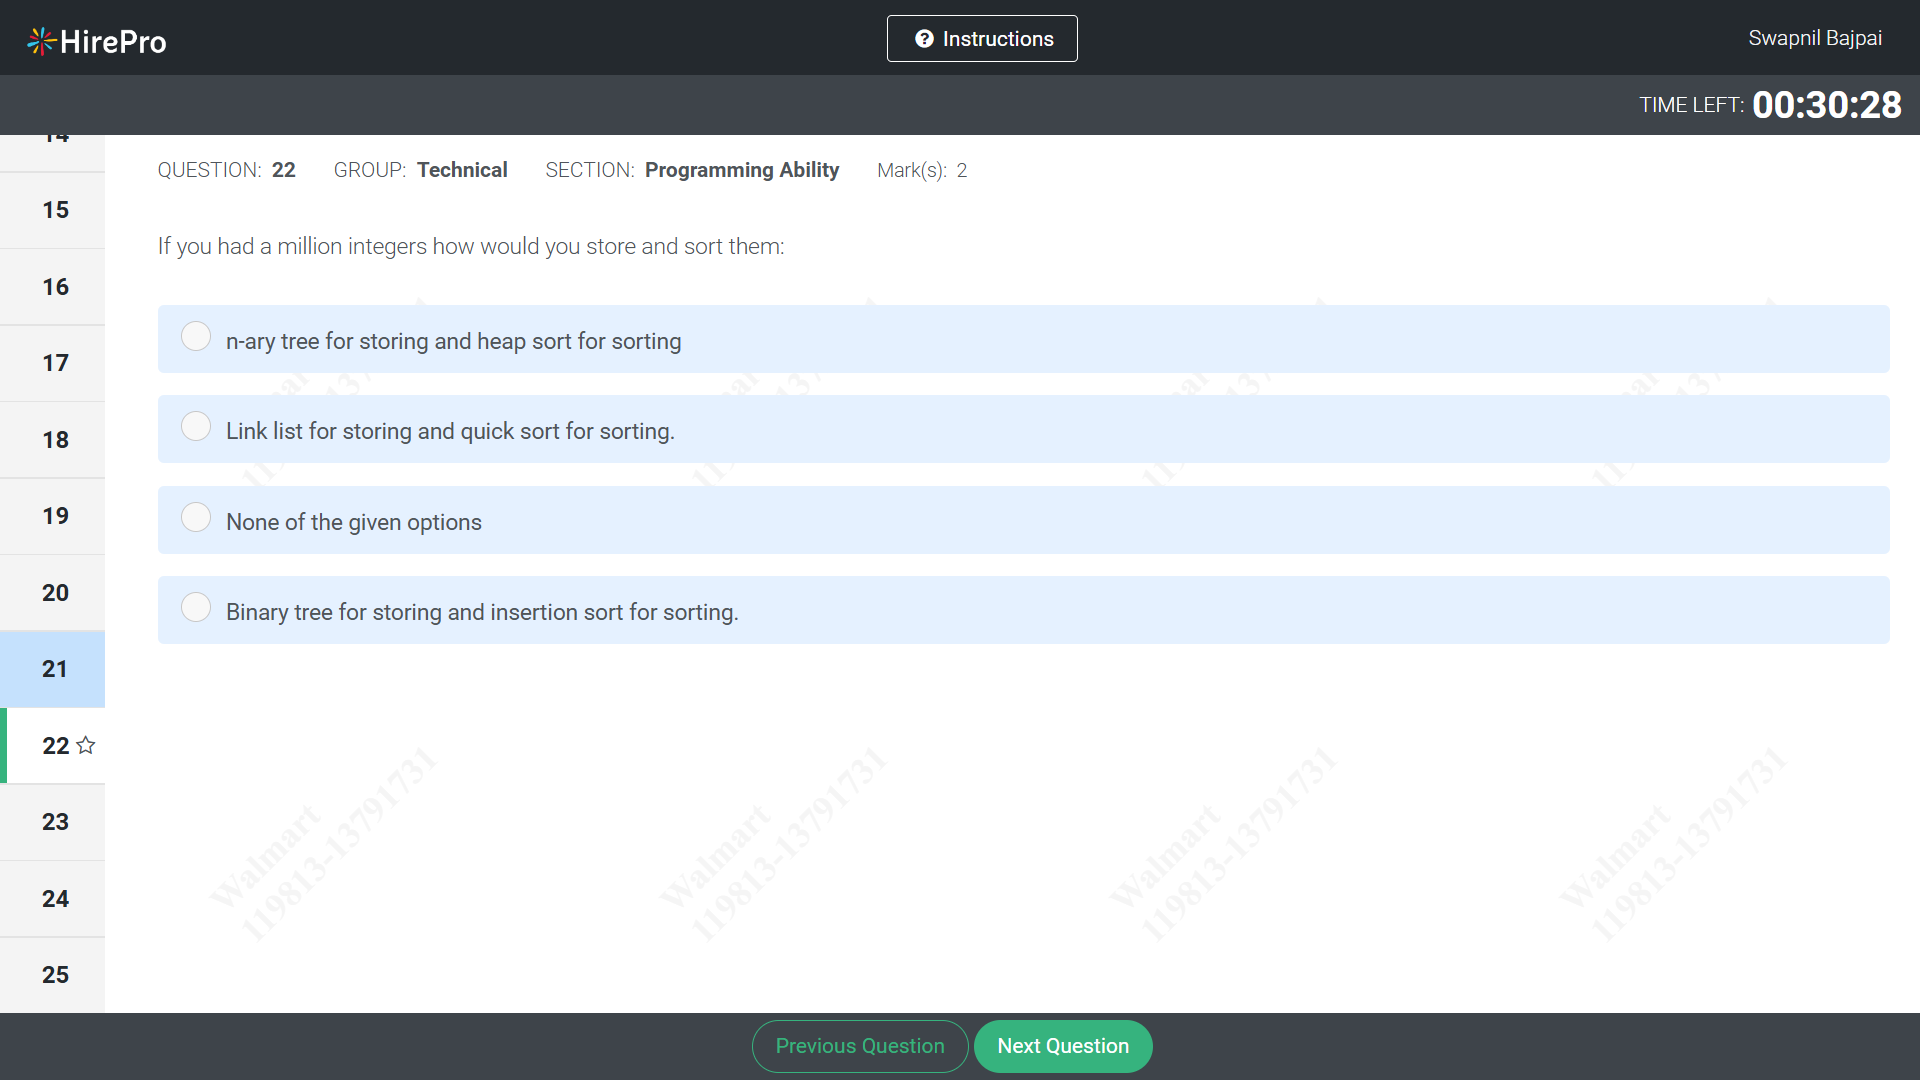 HirePro
Instructions
Swapnil Bajpai
TIME LEFT: 00:30:28
14
15
16
17
18
19
20
21
22
23
24
25
QUESTION: 22 GROUP: Technical SECTION: Programming Ability Mark(s): 2
If you had a million integers how would you store and sort them:
n-ary tree for storing and heap sort for sorting
Link list for storing and quick sort for sorting.
None of the given options
Binary tree for storing and insertion sort for sorting.
Walmart
119813-13791731
Walmart
119813-13791731
Walmart
119813-13791731
Walmart
119813-13791731
Previous Question
Next Question